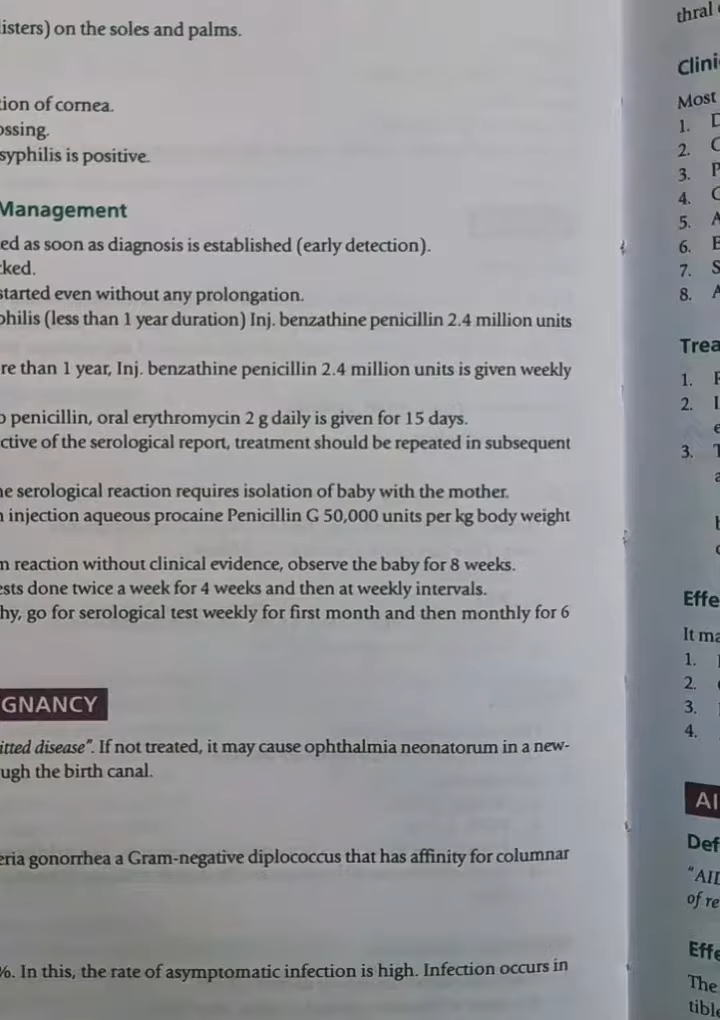 listers) on the soles and palms.
tion of cornea.
ossing.
syphilis is positive.
Management
ed as soon as diagnosis is established (early detection).
cked.
started even without any prolongation.
philis (less than 1 year duration) Inj. benzathine penicillin 2.4 million units
re than 1 year, Inj. benzathine penicillin 2.4 million units is given weekly
o penicillin, oral erythromycin 2 g daily is given for 15 days.
ctive of the serological report, treatment should be repeated in subsequent
ne serological reaction requires isolation of baby with the mother.
n injection aqueous procaine Penicillin G 50,000 units per kg body weight
m reaction without clinical evidence, observe the baby for 8 weeks.
ests done twice a week for 4 weeks and then at weekly intervals.
hy, go for serological test weekly for first month and then monthly for 6
GNANCY
itted disease". If not treated, it may cause ophthalmia neonatorum in a new-
ugh the birth canal.
eria gonorrhea a Gram-negative diplococcus that has affinity for columnar
%. In this, the rate of asymptomatic infection is high. Infection occurs in
thral
Clini
Most
1. D
2. C
3. P
4. C
5. A
6. E
7. S
8. A
Trea
1. F
2. I
e
3. T
a
Effe
It ma
1.
2.
3.
4.
AI
Def
"AID
of re
Effe
The
tible